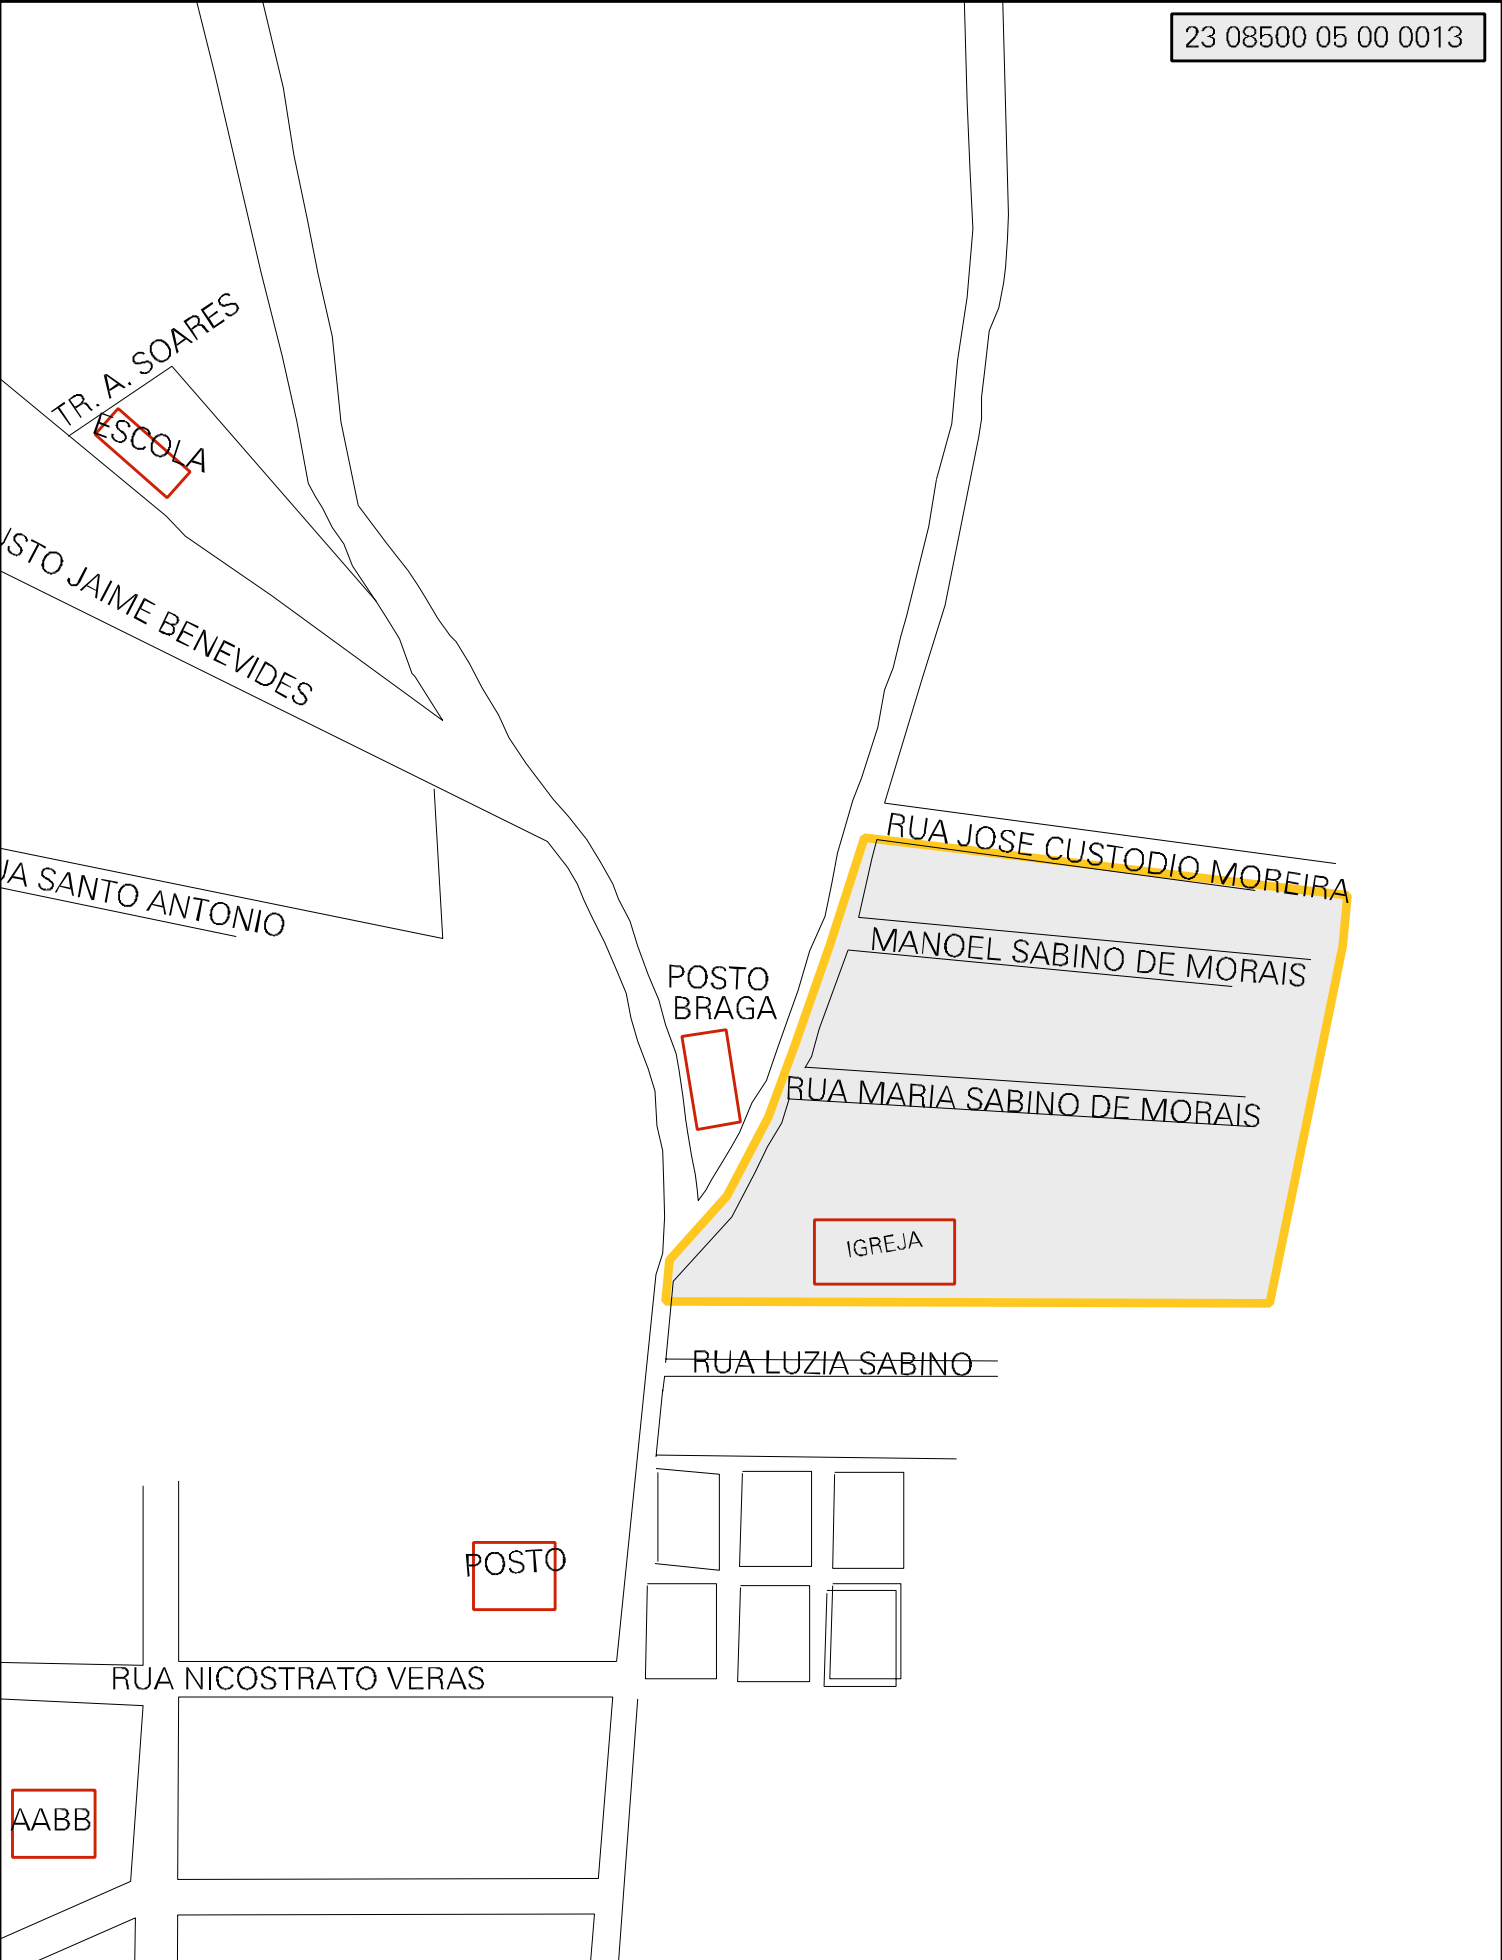 23 08500 05 00 0013
TR. A. SOARES
ESCOLA
JAIME BENEVIDES
SANTO ANTONIO
RUA JOSE CUSTODIO MOREIRA
MANOEL SABINO DE MORAIS
POSTO
BRAGA
RUA MARIA SABINO DE MORAIS
IGREJA
RUA LUZIA SABINO
POSTO
RUA NICOSTRATO VERAS
AABB